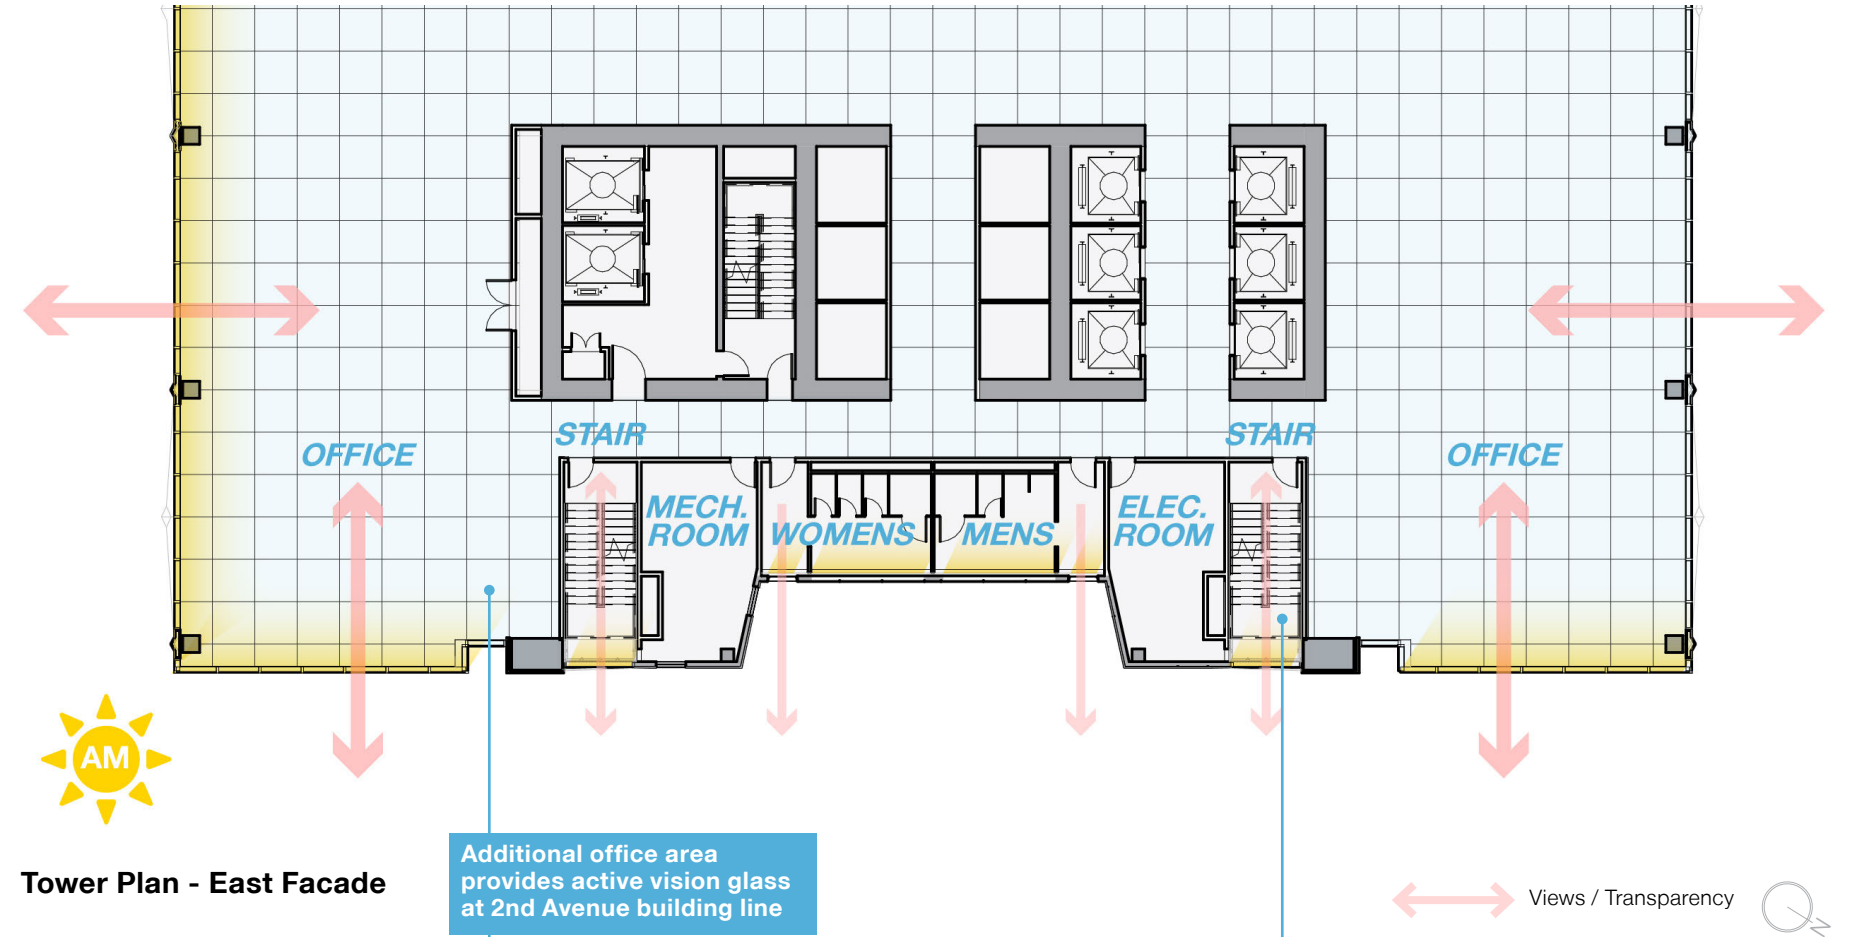 STAIR
STAIR
OFFICE
OFFICE
MECH.
ROOM
WOMENS
MENS
ELEC.
ROOM
AM
Additional office area
provides active vision glass
at 2nd Avenue building line
Tower Plan - East Facade
Views / Transparency
N